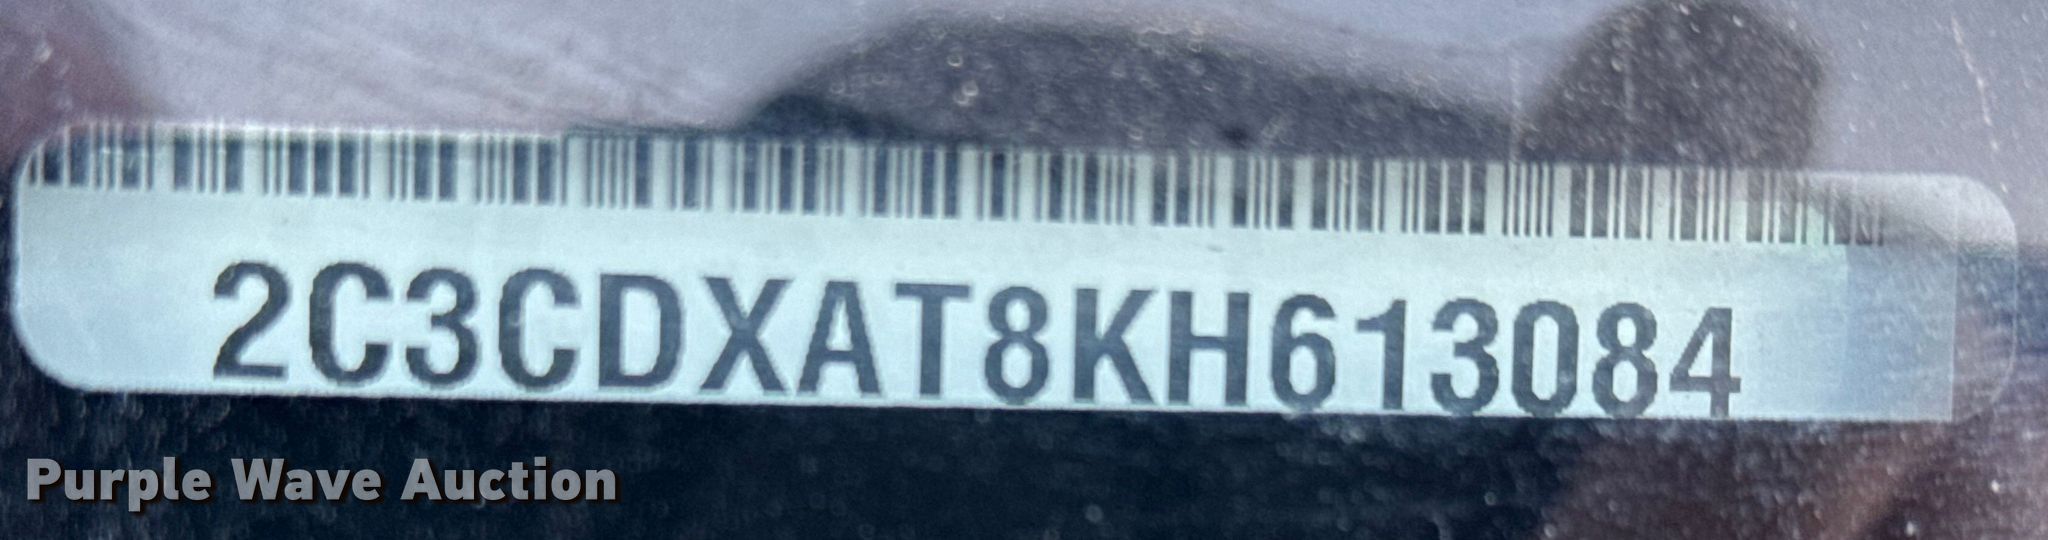 2C3CDXAT8KH613084
Purple Wave Auction